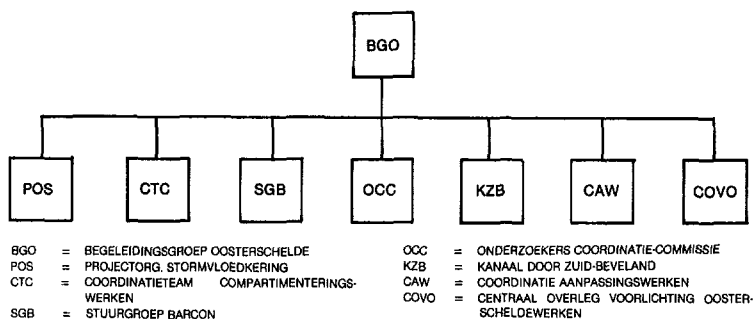 BGO
POS
CTC
SGB
OCC
KZB
CAW
COVO
BGO = BEGELEIDINGSGROEP OOSTERSCHELDE
POS = PROJECTORG. STORMVLOEDKERING
CTC = COORDINATIETEAM COMPARTIMENTERINGS-
WERKEN
SGB = STUURGROEP BARCON
OCC = ONDERZOEKERS COORDINATIE-COMMISSIE
KZB = KANAAL DOOR ZUID-BEVELAND
CAW = COORDINATIE AANPASSINGSWERKEN
COVO = CENTRAAL OVERLEG VOORLICHTING OOSTER-
SCHELDEWERKEN